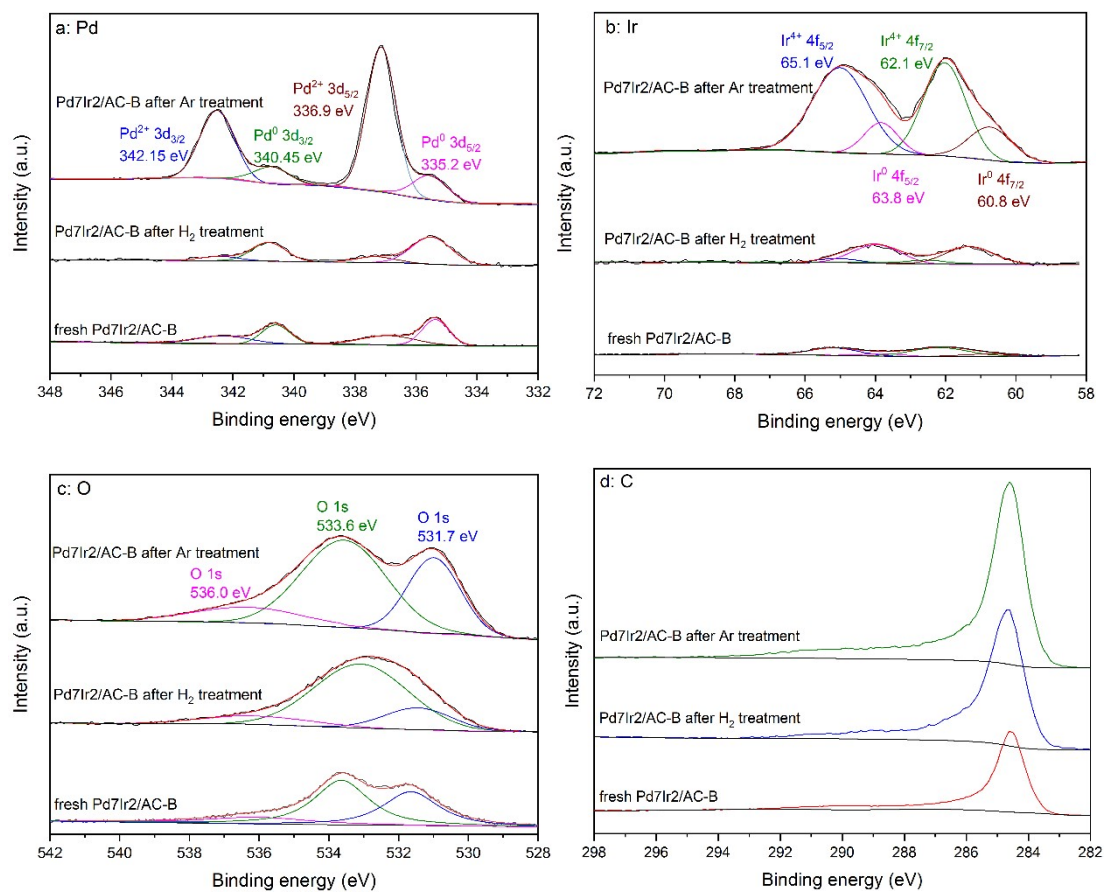 a: Pd
Pd7Ir2/AC-B after Ar treatment
Pd²⁺ 3d₃/₂
342.15 eV
Pd⁰ 3d₃/₂
340.45 eV
Pd²⁺ 3d₅/₂
336.9 eV
Pd⁰ 3d₅/₂
335.2 eV
Pd7Ir2/AC-B after H₂ treatment
fresh Pd7Ir2/AC-B
Intensity (a.u.)
348 346 344 342 340 338 336 334 332
Binding energy (eV)
b: Ir
Ir⁴⁺ 4f₅/₂
65.1 eV
Ir⁴⁺ 4f₇/₂
62.1 eV
Pd7Ir2/AC-B after Ar treatment
Ir⁰ 4f₅/₂
63.8 eV
Ir⁰ 4f₇/₂
60.8 eV
Pd7Ir2/AC-B after H₂ treatment
fresh Pd7Ir2/AC-B
Intensity (a.u.)
72 70 68 66 64 62 60 58
Binding energy (eV)
c: O
O 1s
533.6 eV
O 1s
531.7 eV
Pd7Ir2/AC-B after Ar treatment
O 1s
536.0 eV
Pd7Ir2/AC-B after H₂ treatment
fresh Pd7Ir2/AC-B
Intensity (a.u.)
542 540 538 536 534 532 530 528
Binding energy (eV)
d: C
Pd7Ir2/AC-B after Ar treatment
Pd7Ir2/AC-B after H₂ treatment
fresh Pd7Ir2/AC-B
Intensity (a.u.)
298 296 294 292 290 288 286 284 282
Binding energy (eV)